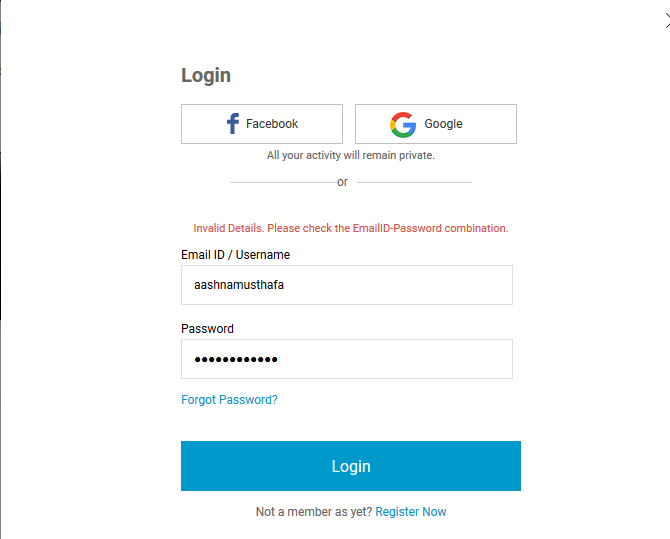 Login
Facebook
Google
All your activity will remain private.
or
Invalid Details. Please check the EmailID-Password combination.
Email ID / Username
aashnamusthafa
Password
●●●●●●●●●●●●
Forgot Password?
Login
Not a member as yet? Register Now